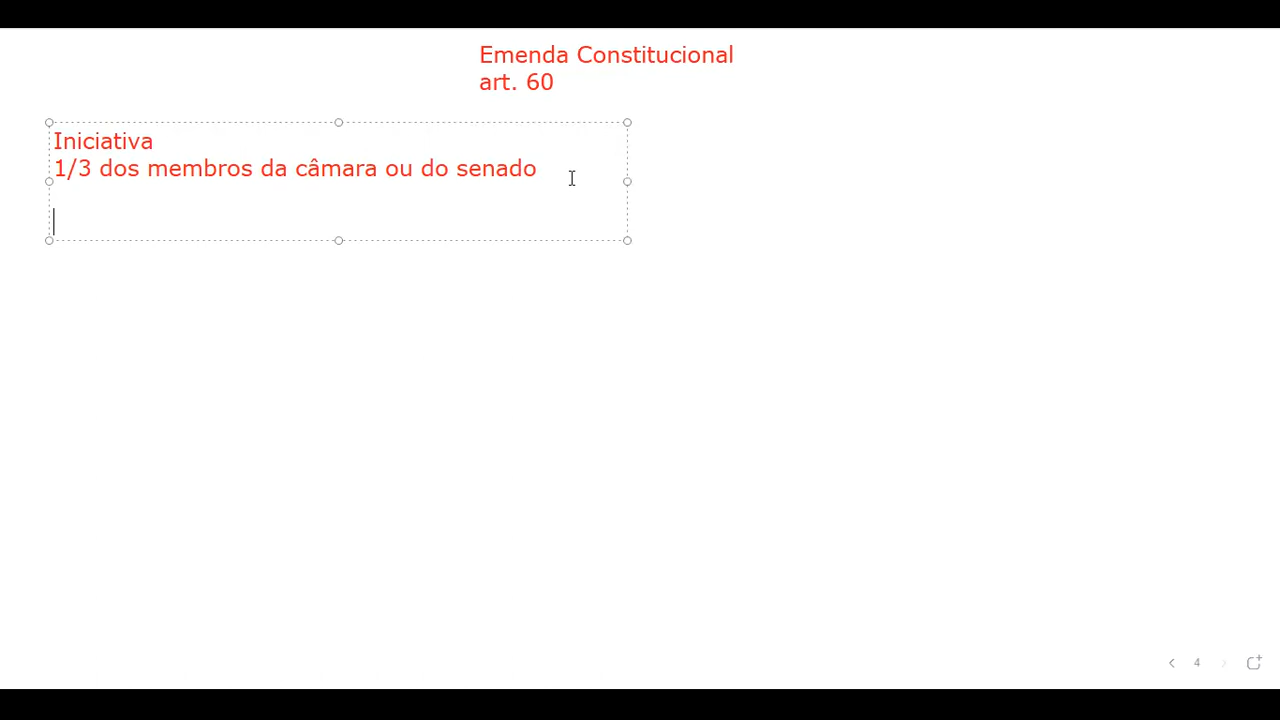 Emenda Constitucional
art. 60
Iniciativa
1/3 dos membros da câmara ou do senado
4